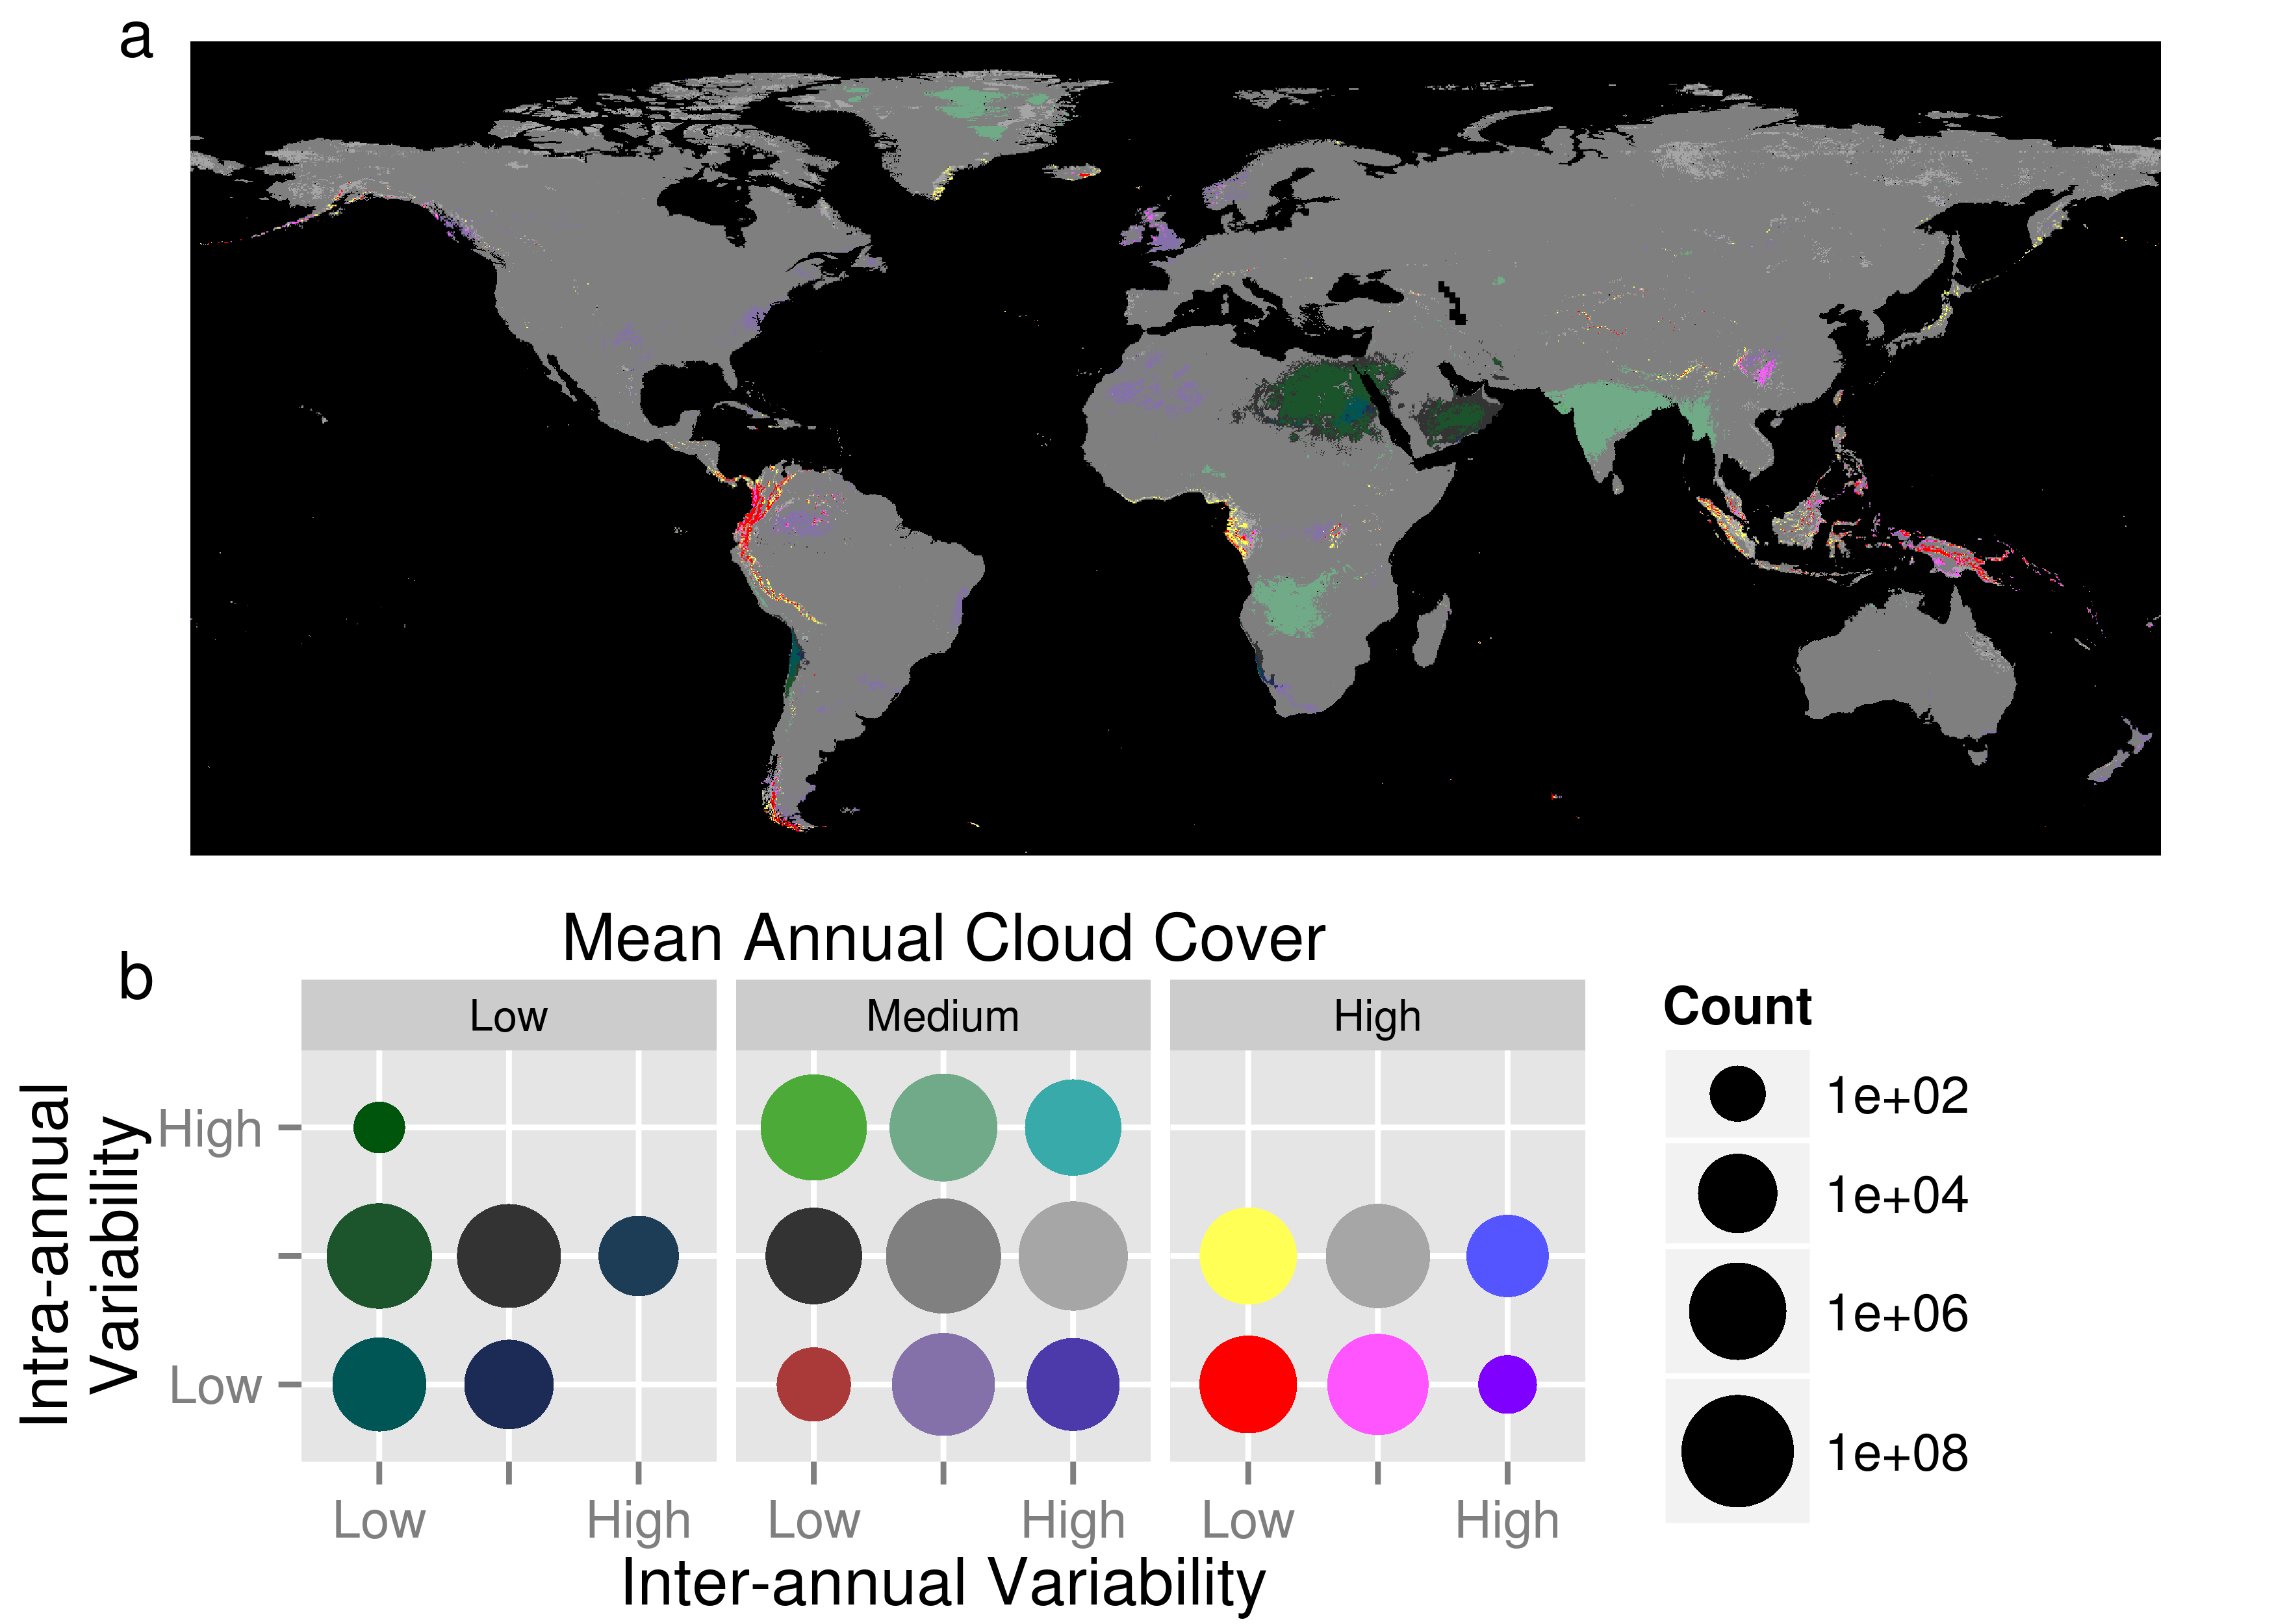 a
Mean Annual Cloud Cover
b
Low
Medium
High
Intra-annual
Variability
High
Low
Low
High
Low
High
Low
High
Inter-annual Variability
Count
1e+02
1e+04
1e+06
1e+08